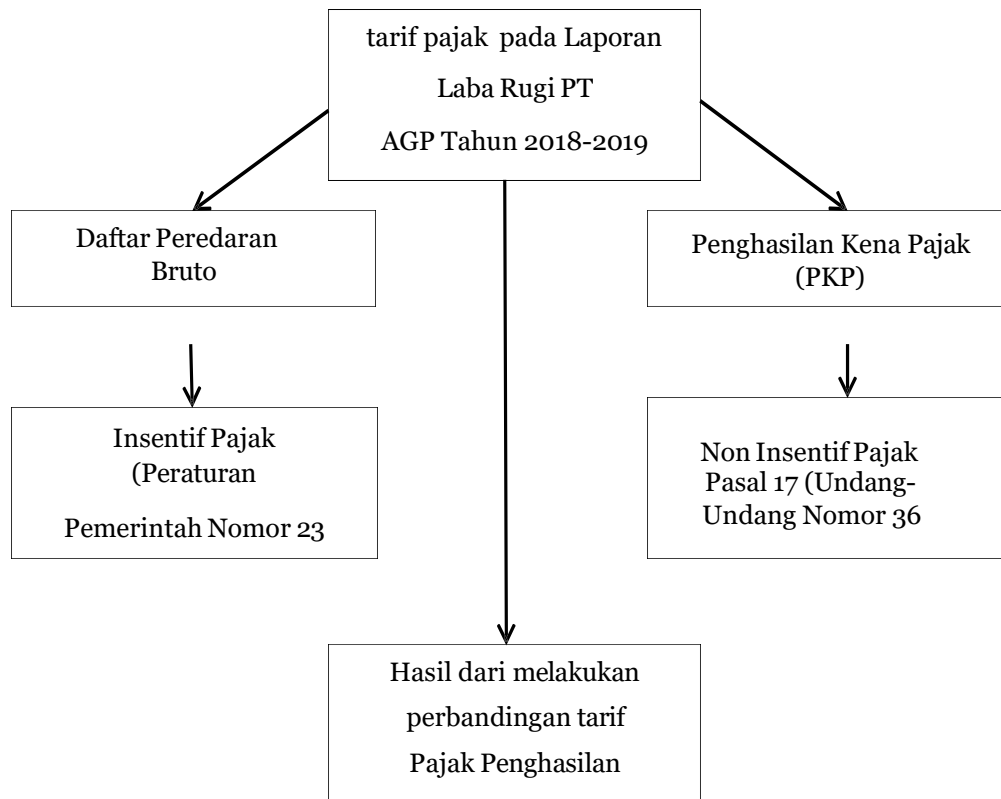 tarif pajak pada Laporan
Laba Rugi PT
AGP Tahun 2018-2019
Daftar Peredaran
Bruto
Penghasilan Kena Pajak
(PKP)
Insentif Pajak
(Peraturan
Pemerintah Nomor 23
Non Insentif Pajak
Pasal 17 (Undang-
Undang Nomor 36
Hasil dari melakukan
perbandingan tarif
Pajak Penghasilan